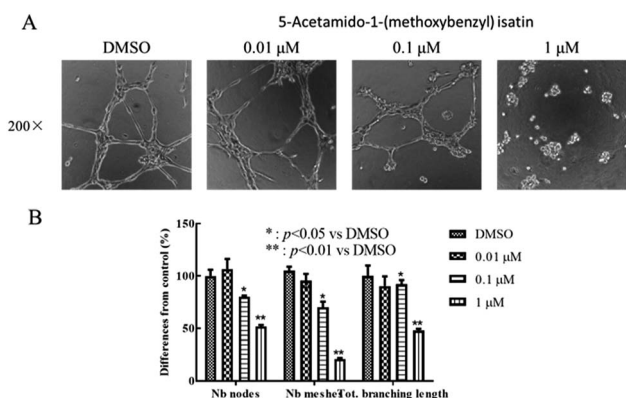 A
5-Acetamido-1-(methoxybenzyl) isatin
DMSO 0.01 μM 0.1 μM 1 μM
200×
B
Differences from control (%)
150
100
50
0
* : p<0.05 vs DMSO
** : p<0.01 vs DMSO
DMSO
0.01 μM
0.1 μM
1 μM
* ** * ** * **
Nb nodes Nb meshes Tot. branching length